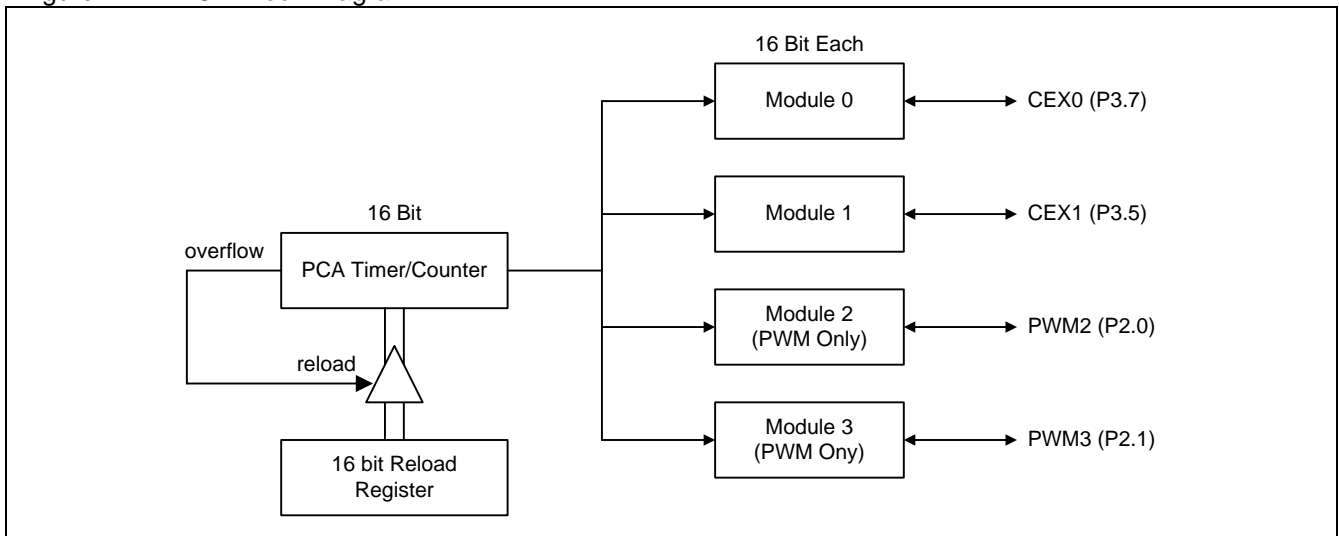 16 Bit Each
Module 0
CEX0 (P3.7)
Module 1
CEX1 (P3.5)
16 Bit
overflow
PCA Timer/Counter
Module 2
(PWM Only)
PWM2 (P2.0)
reload
Module 3
(PWM Ony)
PWM3 (P2.1)
16 bit Reload
Register